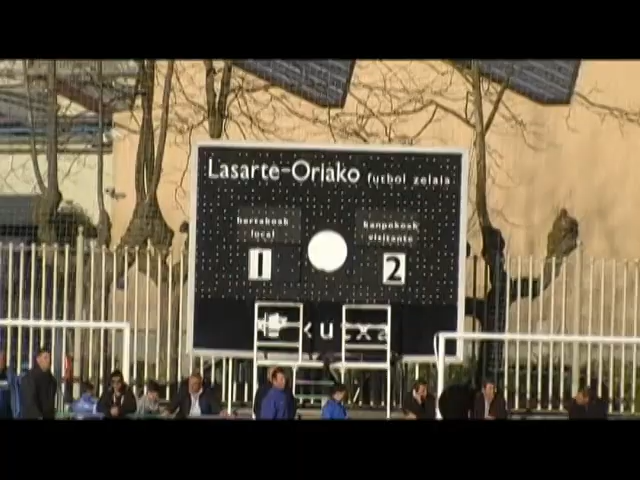 Lasarte-Oriako futbol zelaia
bertakoak kanpokoak
local visitante
1 2
kutxa